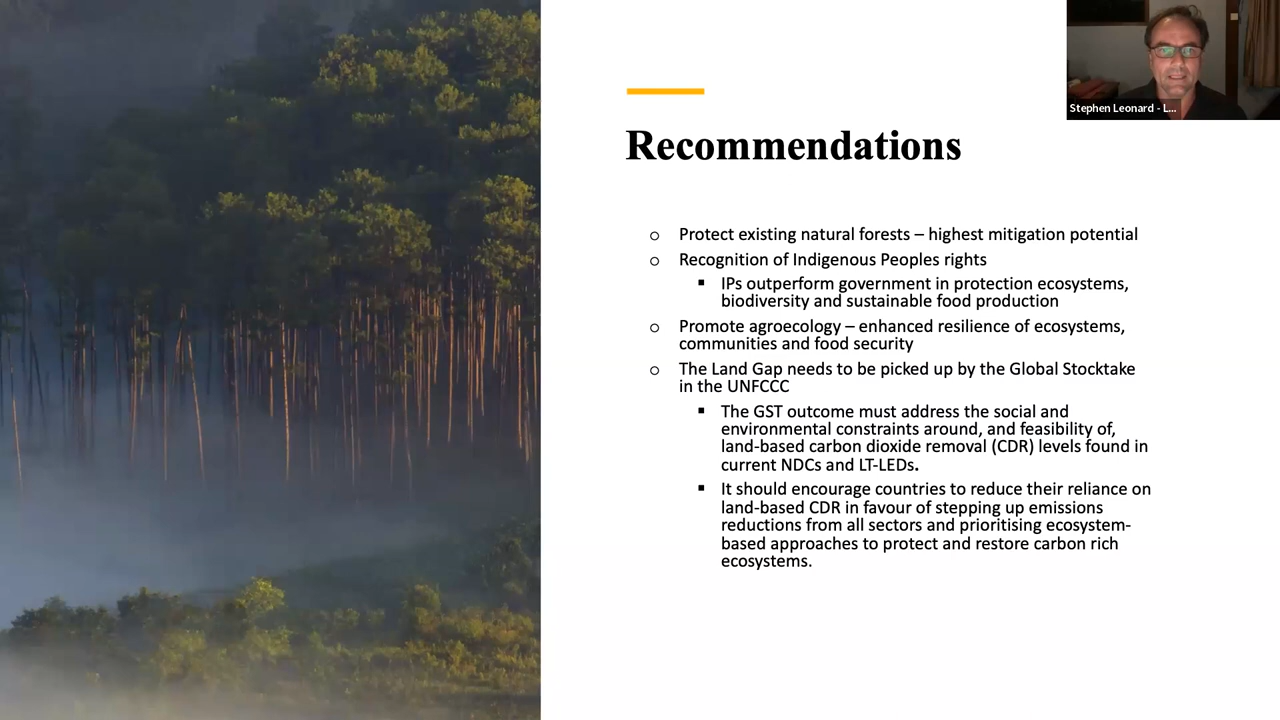 Stephen Leonard - L...
Recommendations
o Protect existing natural forests – highest mitigation potential
o Recognition of Indigenous Peoples rights
▪ IPs outperform government in protection ecosystems,
biodiversity and sustainable food production
o Promote agroecology – enhanced resilience of ecosystems,
communities and food security
o The Land Gap needs to be picked up by the Global Stocktake
in the UNFCCC
▪ The GST outcome must address the social and
environmental constraints around, and feasibility of,
land-based carbon dioxide removal (CDR) levels found in
current NDCs and LT-LEDs.
▪ It should encourage countries to reduce their reliance on
land-based CDR in favour of stepping up emissions
reductions from all sectors and prioritising ecosystem-
based approaches to protect and restore carbon rich
ecosystems.